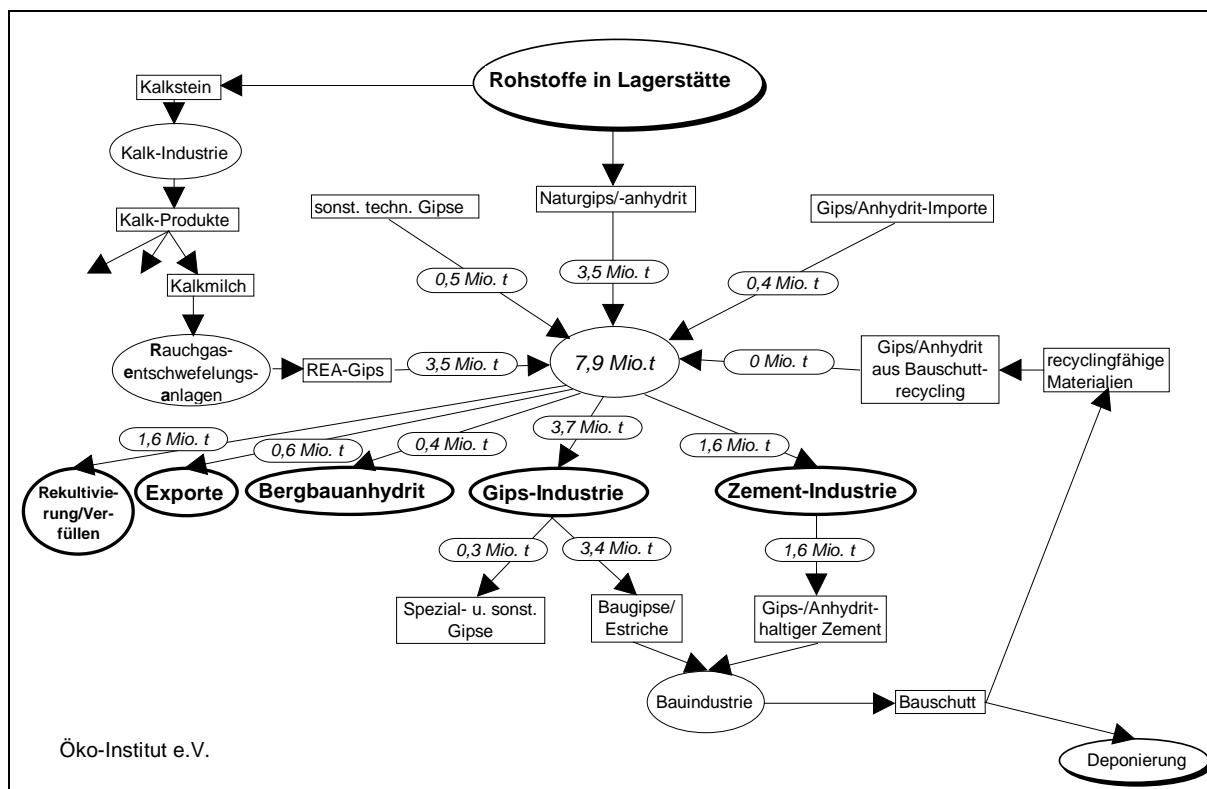 Rohstoffe in Lagerstätte
Kalkstein
Kalk-Industrie
Naturgips/-anhydrit
sonst. techn. Gipse
Gips/Anhydrit-Importe
Kalk-Produkte
0,5 Mio. t
3,5 Mio. t
0,4 Mio. t
Kalkmilch
Rauchgas-
entschwefelungs-
anlagen
REA-Gips
3,5 Mio. t
7,9 Mio.t
0 Mio. t
Gips/Anhydrit
aus Bauschutt-
recycling
recyclingfähige
Materialien
1,6 Mio. t
0,6 Mio. t
0,4 Mio. t
3,7 Mio. t
1,6 Mio. t
Rekultivie-
rung/Ver-
füllen
Exporte
Bergbauanhydrit
Gips-Industrie
Zement-Industrie
0,3 Mio. t
3,4 Mio. t
1,6 Mio. t
Spezial- u. sonst.
Gipse
Baugipse/
Estriche
Gips-/Anhydrit-
haltiger Zement
Bauindustrie
Bauschutt
Deponierung
Öko-Institut e.V.